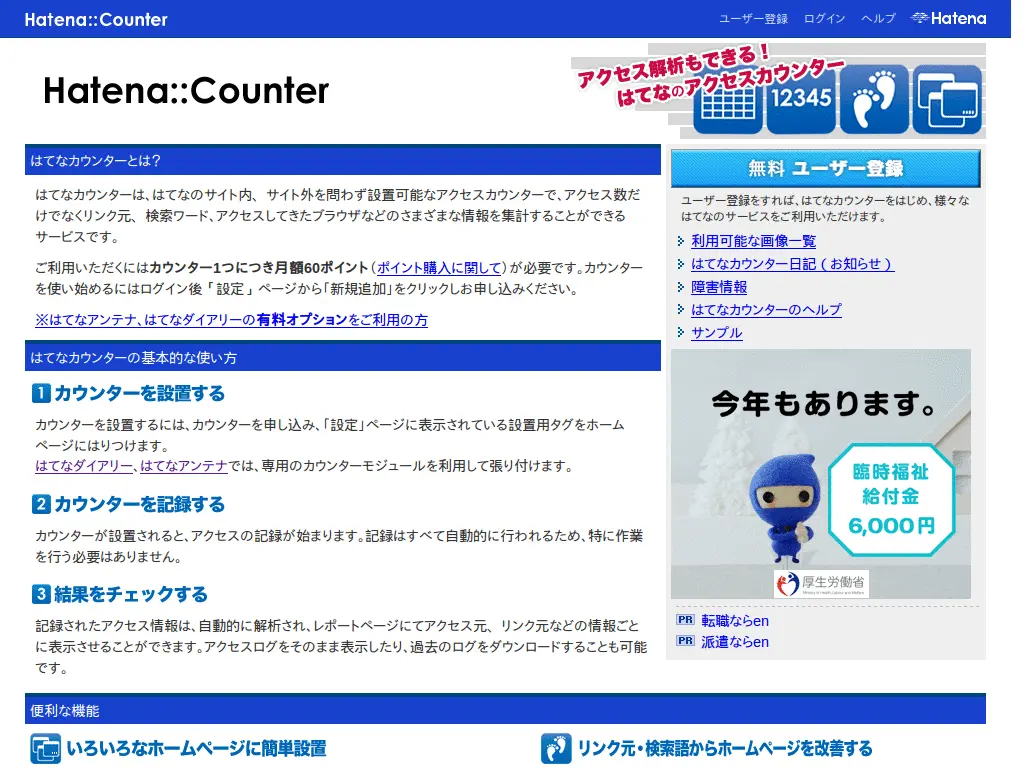 Hatena::Counter
ユーザー登録 ログイン ヘルプ Hatena
Hatena::Counter
アクセス解析もできる！
はてなのアクセスカウンター
12345
はてなカウンターとは？
はてなカウンターは、はてなのサイト内、サイト外を問わず設置可能なアクセスカウンターで、アクセス数だ
けでなくリンク元、検索ワード、アクセスしてきたブラウザなどのさまざまな情報を集計することができる
サービスです。
ご利用いただくにはカウンター1つにつき月額60ポイント（ポイント購入に関して）が必要です。カウンター
を使い始めるにはログイン後「設定」ページから「新規追加」をクリックしお申し込みください。
※はてなアンテナ、はてなダイアリーの有料オプションをご利用の方
はてなカウンターの基本的な使い方
1 カウンターを設置する
カウンターを設置するには、カウンターを申し込み、「設定」ページに表示されている設置用タグをホーム
ページにはりつけます。
はてなダイアリー、はてなアンテナでは、専用のカウンターモジュールを利用して張り付けます。
2 カウンターを記録する
カウンターが設置されると、アクセスの記録が始まります。記録はすべて自動的に行われるため、特に作業
を行う必要はありません。
3 結果をチェックする
記録されたアクセス情報は、自動的に解析され、レポートページにてアクセス元、リンク元などの情報ごと
に表示させることができます。アクセスログをそのまま表示したり、過去のログをダウンロードすることも可能
です。
無料 ユーザー登録
ユーザー登録をすれば、はてなカウンターをはじめ、様々な
はてなのサービスをご利用いただけます。
利用可能な画像一覧
はてなカウンター日記（お知らせ）
障害情報
はてなカウンターのヘルプ
サンプル
今年もあります。
臨時福祉
給付金
6,000円
厚生労働省
Ministry of Health, Labour and Welfare
PR 転職ならen
PR 派遣ならen
便利な機能
いろいろなホームページに簡単設置
リンク元・検索語からホームページを改善する